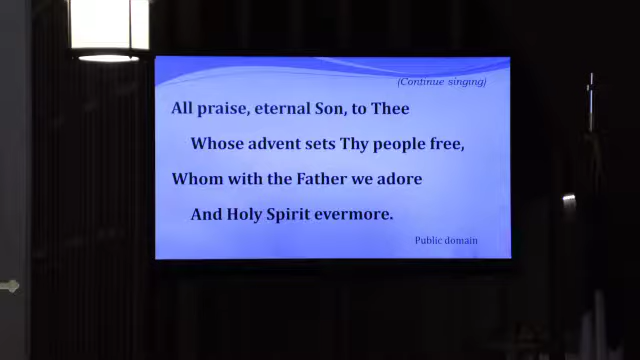 (Continue singing)
All praise, eternal Son, to Thee
Whose advent sets Thy people free,
Whom with the Father we adore
And Holy Spirit evermore.
Public domain